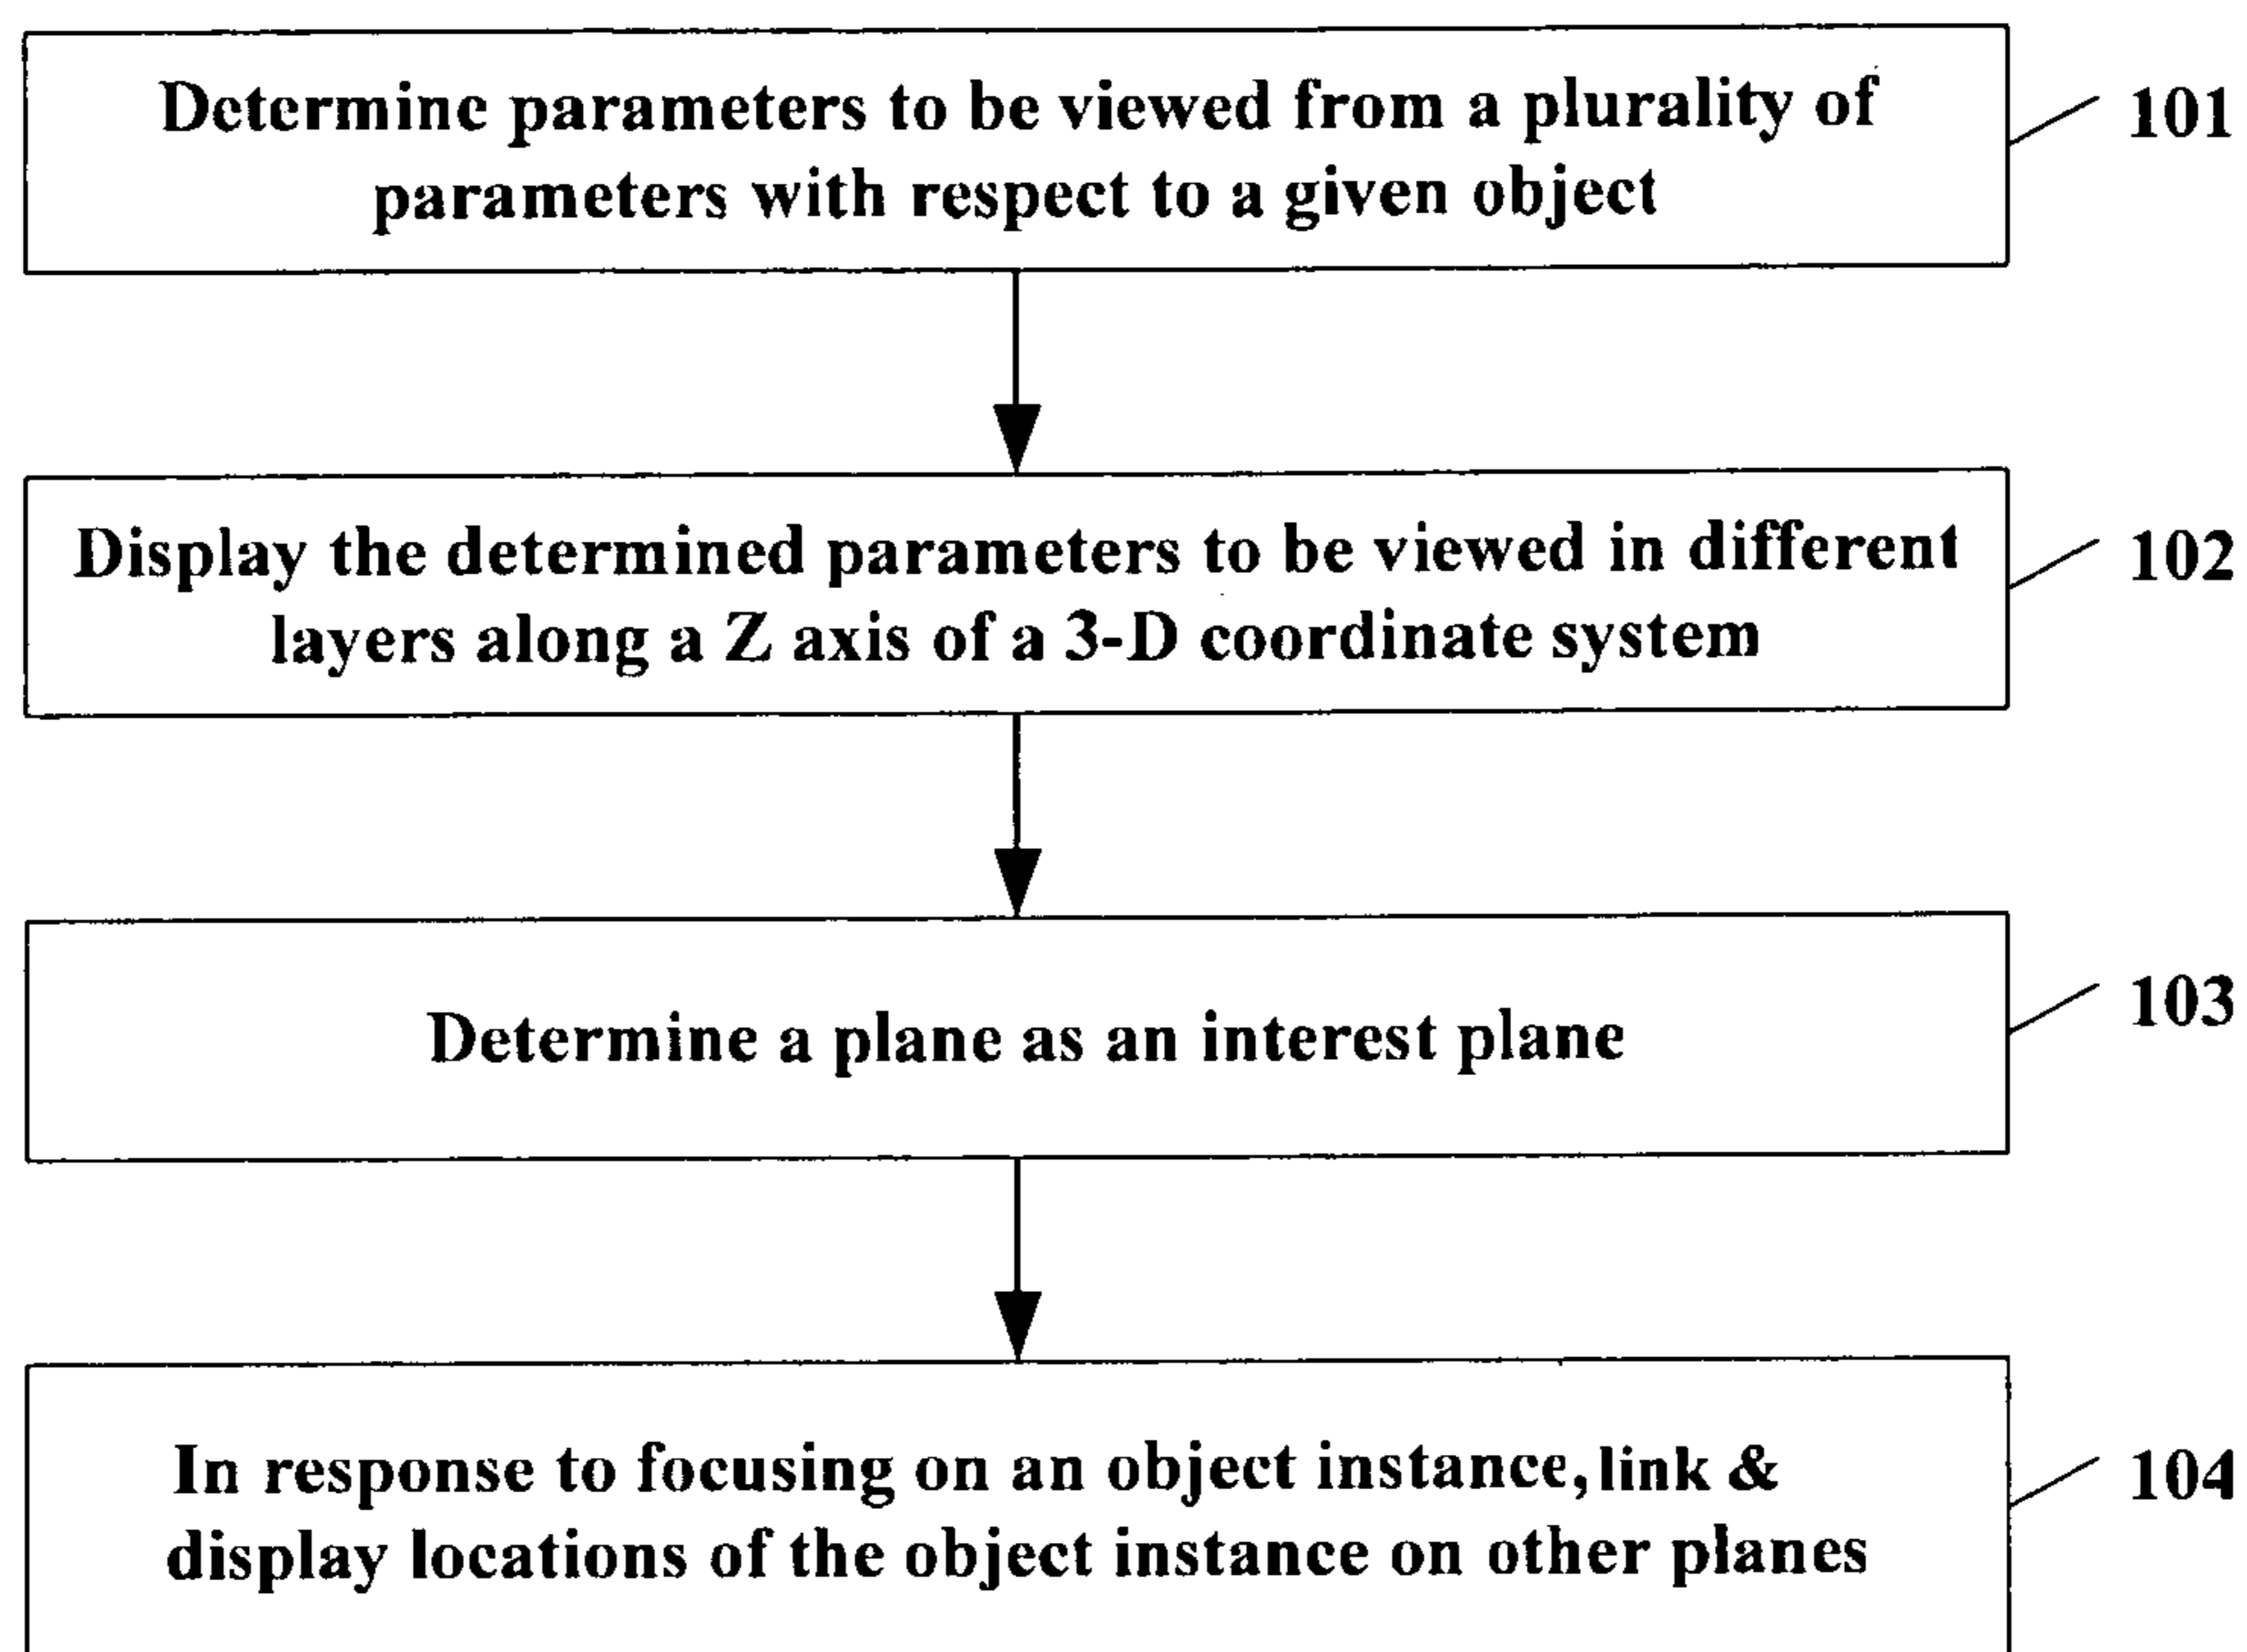 Determine parameters to be viewed from a plurality of
parameters with respect to a given object
101
Display the determined parameters to be viewed in different
layers along a Z axis of a 3-D coordinate system
102
Determine a plane as an interest plane
103
In response to focusing on an object instance, link &
display locations of the object instance on other planes
104